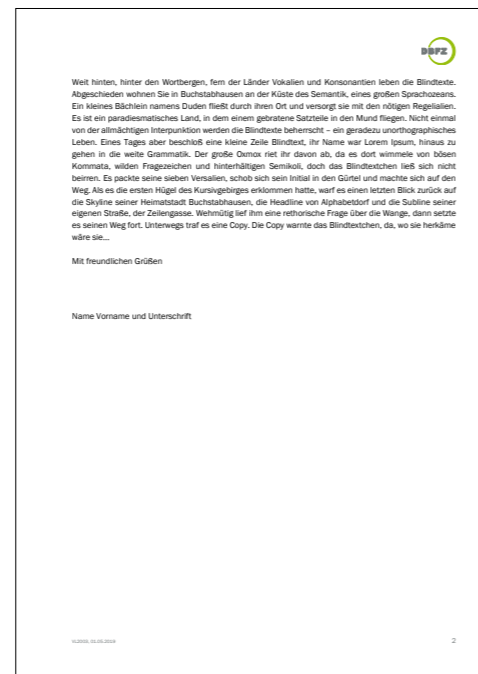 DBFZ
Weit hinten, hinter den Wortbergen, fern der Länder Vokalien und Konsonantien leben die Blindtexte.
Abgeschieden wohnen Sie in Buchstabhausen an der Küste des Semantik, eines großen Sprachozeans.
Ein kleines Bächlein namens Duden fließt durch ihren Ort und versorgt sie mit den nötigen Regelialien.
Es ist ein paradiesmatisches Land, in dem einem gebratene Satzteile in den Mund fliegen. Nicht einmal
von der allmächtigen Interpunktion werden die Blindtexte beherrscht – ein geradezu unorthographisches
Leben. Eines Tages aber beschloß eine kleine Zeile Blindtext, ihr Name war Lorem Ipsum, hinaus zu
gehen in die weite Grammatik. Der große Oxmox riet ihr davon ab, da es dort wimmele von bösen
Kommata, wilden Fragezeichen und hinterhältigen Semikoli, doch das Blindtextchen ließ sich nicht
beirren. Es packte seine sieben Versalien, schob sich sein Initial in den Gürtel und machte sich auf den
Weg. Als es die ersten Hügel des Kursivgebirges erklommen hatte, warf es einen letzten Blick zurück auf
die Skyline seiner Heimatstadt Buchstabhausen, die Headline von Alphabetdorf und die Subline seiner
eigenen Straße, der Zeilengasse. Wehmütig lief ihm eine rethorische Frage über die Wange, dann setzte
es seinen Weg fort. Unterwegs traf es eine Copy. Die Copy warnte das Blindtextchen, da, wo sie herkäme
wäre sie...
Mit freundlichen Grüßen
Name Vorname und Unterschrift
2